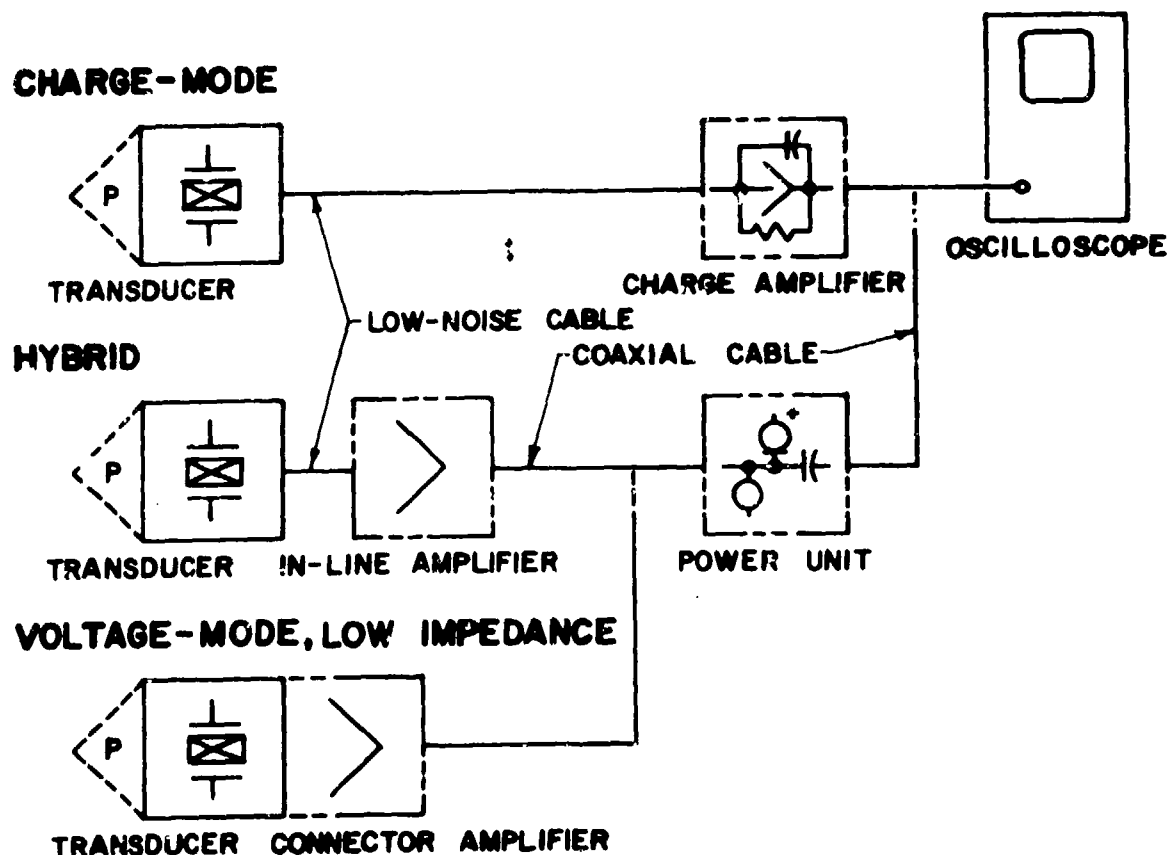 CHARGE-MODE
P
TRANSDUCER
CHARGE AMPLIFIER
OSCILLOSCOPE
LOW-NOISE CABLE
COAXIAL CABLE
HYBRID
P
+
TRANSDUCER IN-LINE AMPLIFIER
POWER UNIT
VOLTAGE-MODE, LOW IMPEDANCE
P
TRANSDUCER CONNECTOR AMPLIFIER